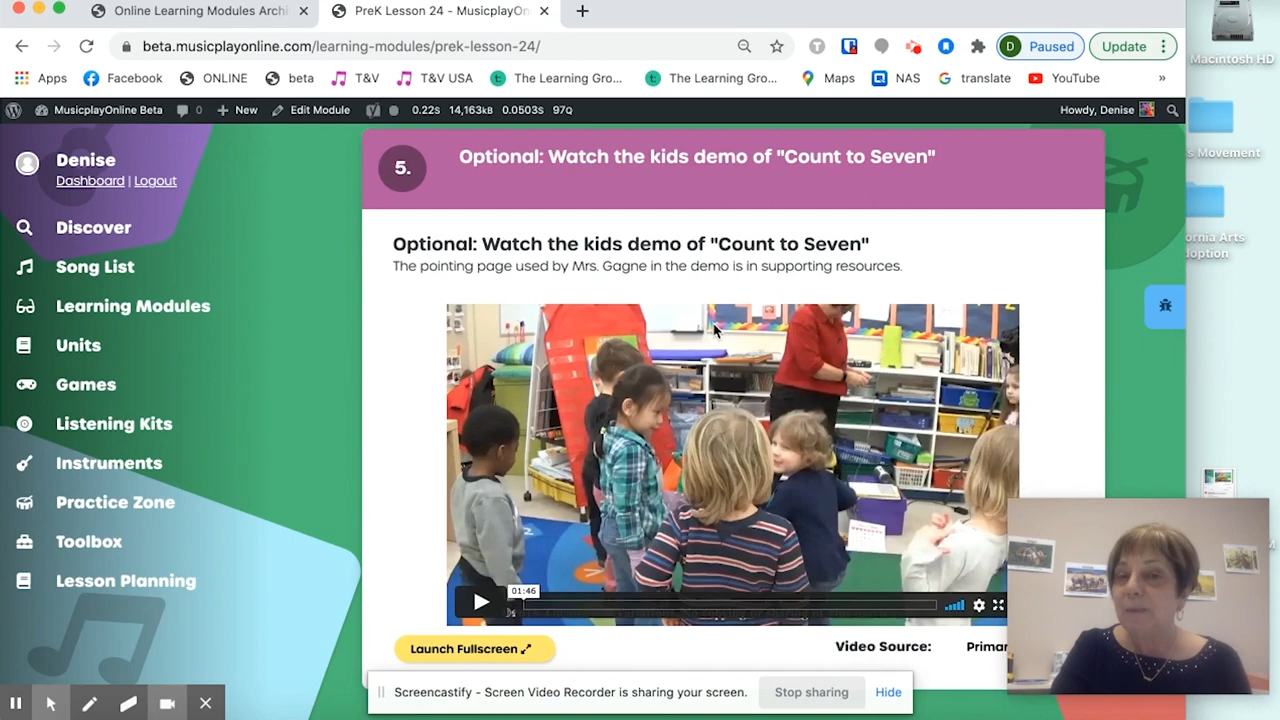 Online Learning Modules Archi
PreK Lesson 24 - MusicplayOn
beta.musicplayonline.com/learning-modules/prek-lesson-24/
D Paused
Update
Apps
Facebook
ONLINE
beta
T&V
T&V USA
The Learning Gro...
The Learning Gro...
Maps
NAS
translate
YouTube
»
MusicplayOnline Beta
0
New
Edit Module
0.22s
14,163kB
0.0503s
97Q
Howdy, Denise
Macintosh HD
s Movement
ornia Arts
doption
Denise
Dashboard | Logout
Discover
Song List
Learning Modules
Units
Games
Listening Kits
Instruments
Practice Zone
Toolbox
Lesson Planning
5.
Optional: Watch the kids demo of "Count to Seven"
Optional: Watch the kids demo of "Count to Seven"
The pointing page used by Mrs. Gagne in the demo is in supporting resources.
01:46
Launch Fullscreen
Video Source:
Primar
Screencastify - Screen Video Recorder is sharing your screen.
Stop sharing
Hide